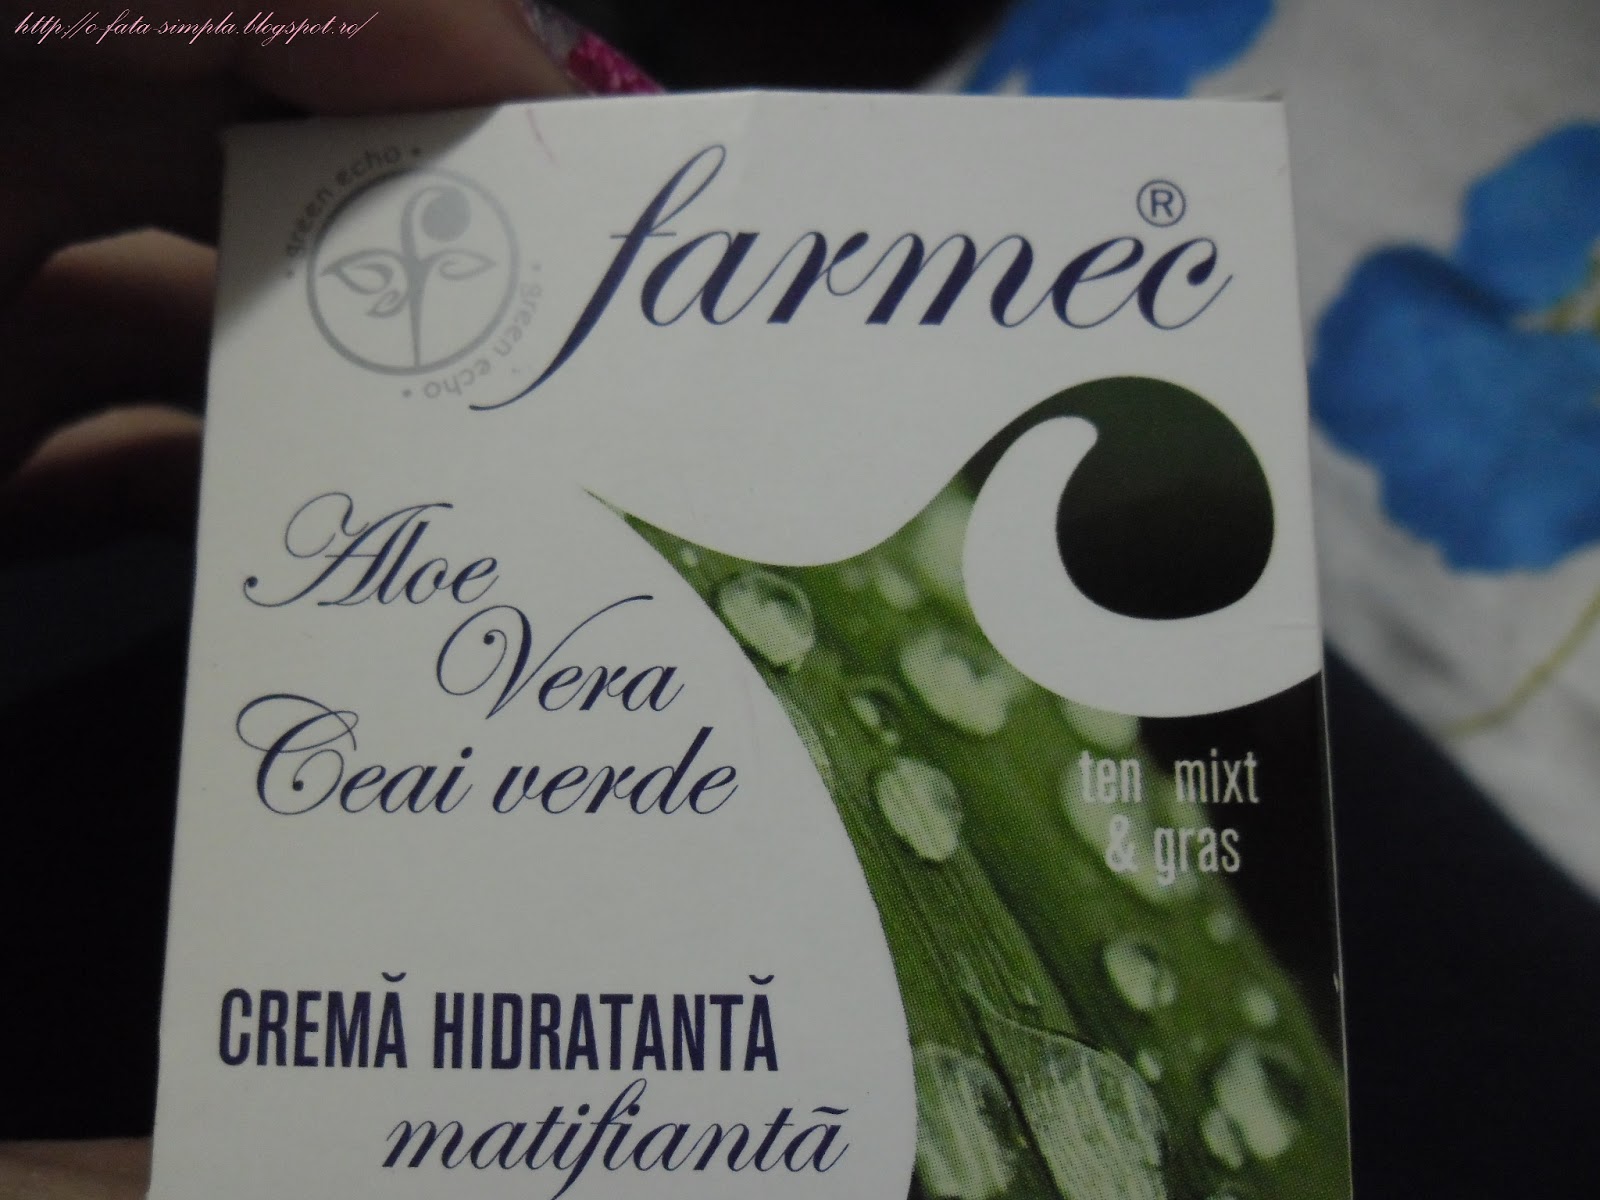 http://o-fata-simpla.blogspot.ro/
• green echo •
• green echo •
farmec®
Aloe
Vera
Ceai verde
ten mixt
& gras
CREMĂ HIDRATANTĂ
matifiantă